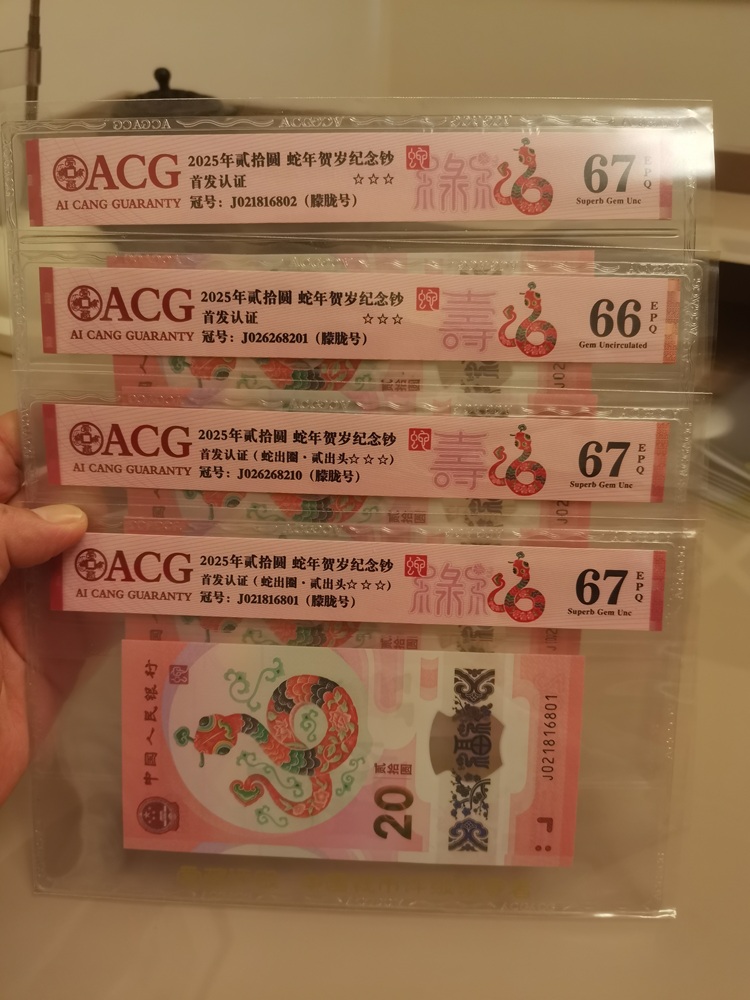 ACG
AI CANG GUARANTY
2025年贰拾圆 蛇年贺岁纪念钞
首发认证 ☆☆☆
冠号：J021816802（朦胧号）
禄
67
EPQ
Superb Gem Unc
ACG
AI CANG GUARANTY
2025年贰拾圆 蛇年贺岁纪念钞
首发认证 ☆☆☆
冠号：J026268201（朦胧号）
壽
66
EPQ
Gem Uncirculated
ACG
AI CANG GUARANTY
2025年贰拾圆 蛇年贺岁纪念钞
首发认证（蛇出圈·贰出头☆☆☆）
冠号：J026268210（朦胧号）
壽
67
EPQ
Superb Gem Unc
ACG
AI CANG GUARANTY
2025年贰拾圆 蛇年贺岁纪念钞
首发认证（蛇出圈·贰出头☆☆☆）
冠号：J021816801（朦胧号）
禄
67
EPQ
Superb Gem Unc
中国人民银行
贰拾圆
20
福
J021816801